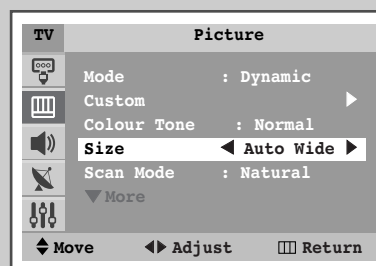 TV Picture
Mode : Dynamic
Custom
Colour Tone : Normal
Size Auto Wide
Scan Mode : Natural
More
Move Adjust Return